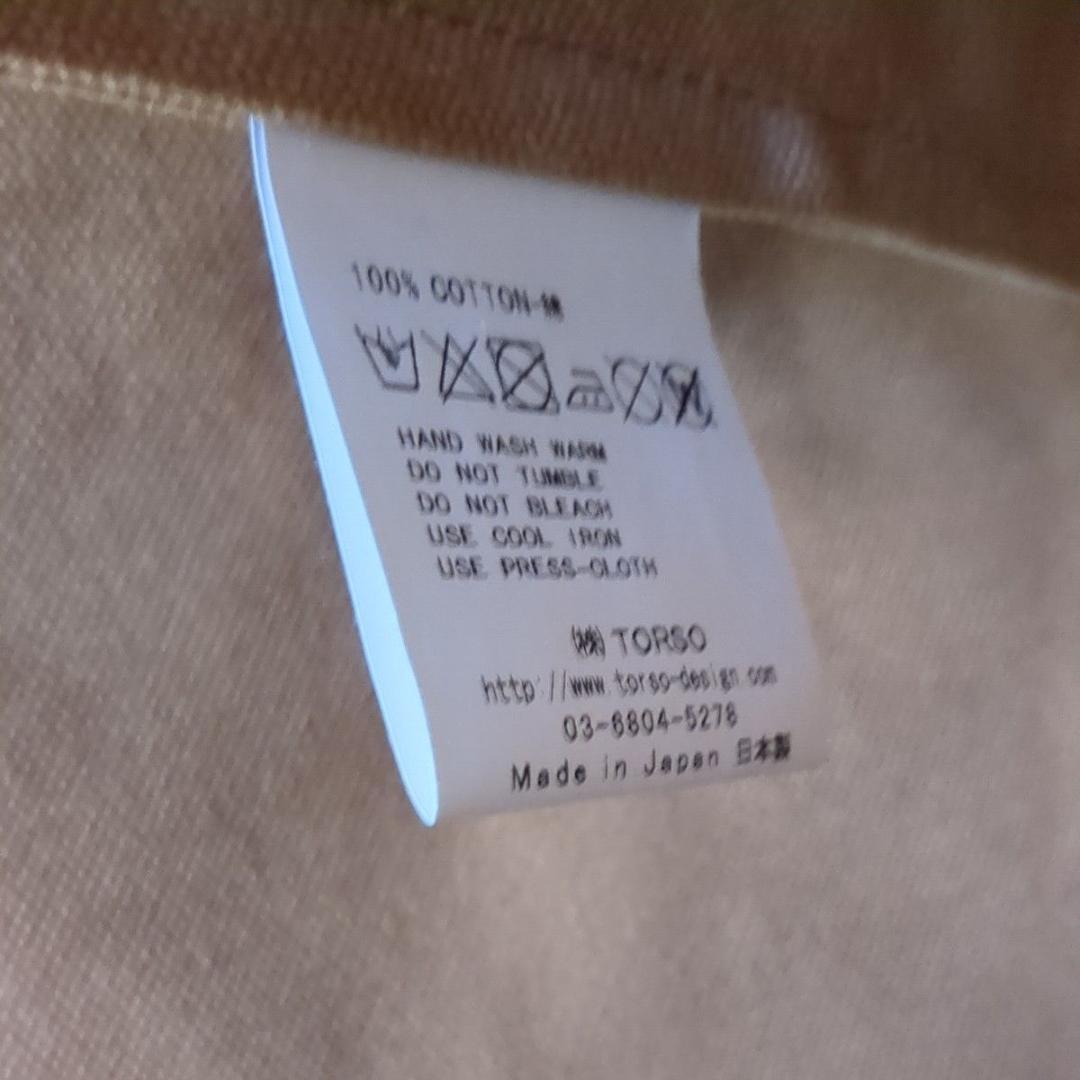 100% COTTON-綿
HAND WASH WARM
DO NOT TUMBLE
DO NOT BLEACH
USE COOL IRON
USE PRESS-CLOTH
㈱ TORSO
http://www.torso-design.com
03-6804-5278
Made in Japan 日本製